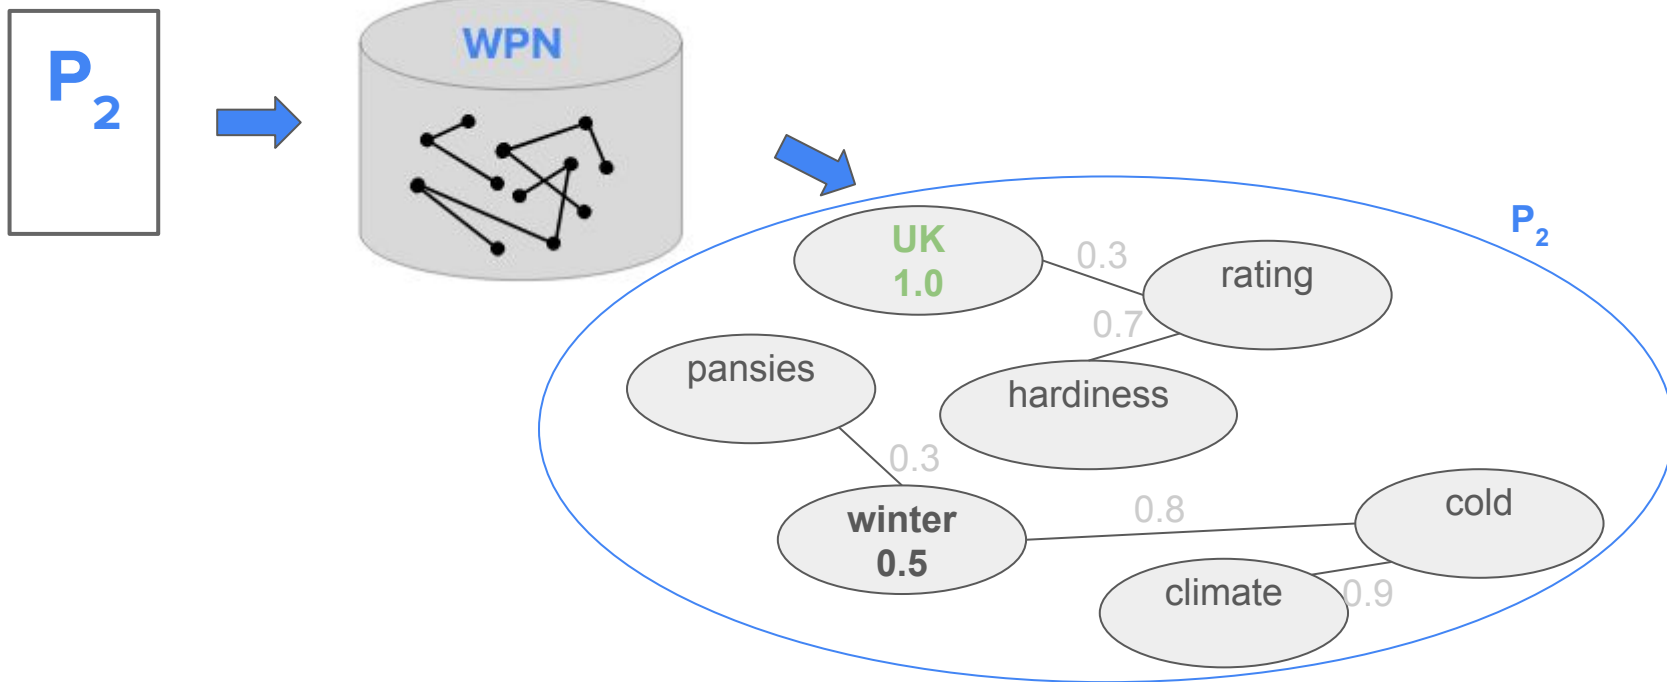 P2
WPN
P2
UK
1.0
0.3
rating
0.7
pansies
hardiness
0.3
winter
0.5
0.8
cold
climate
0.9